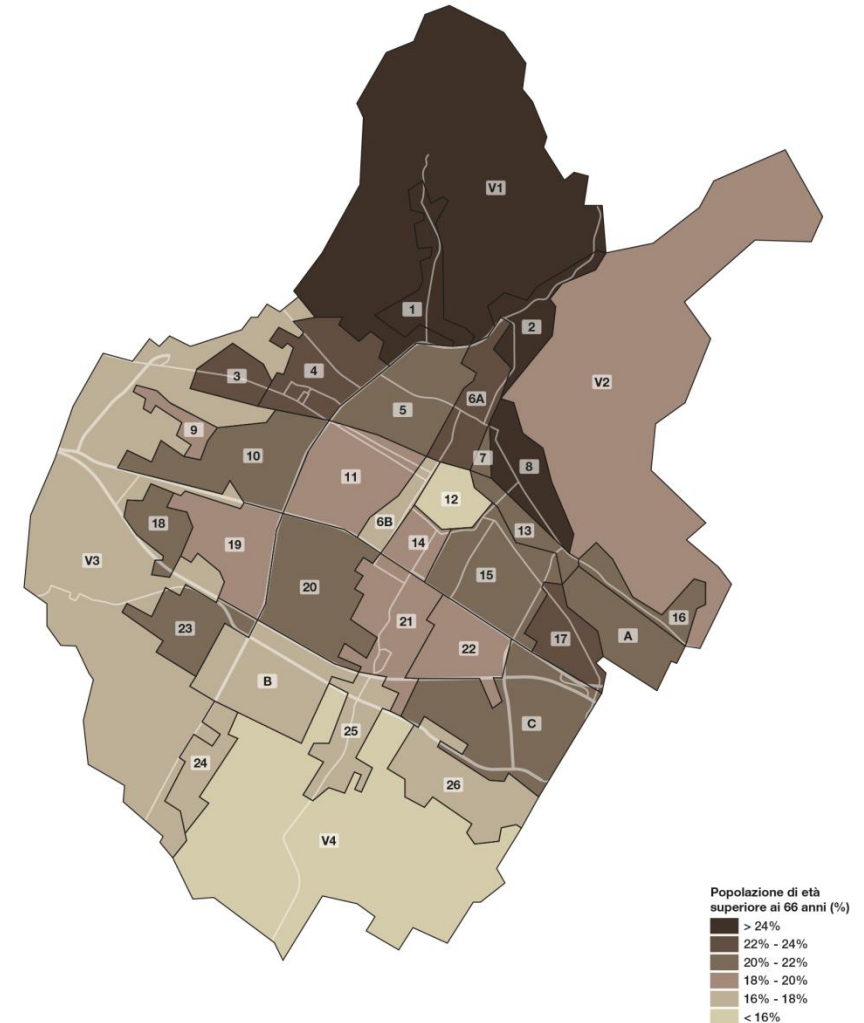 V1
1
2
V2
3
4
6A
5
9
10
7
8
11
12
6B
18
13
14
19
V3
15
20
16
21
23
17
A
22
B
C
25
24
26
V4
Popolazione di età
superiore ai 66 anni (%)
> 24%
22% - 24%
20% - 22%
18% - 20%
16% - 18%
< 16%